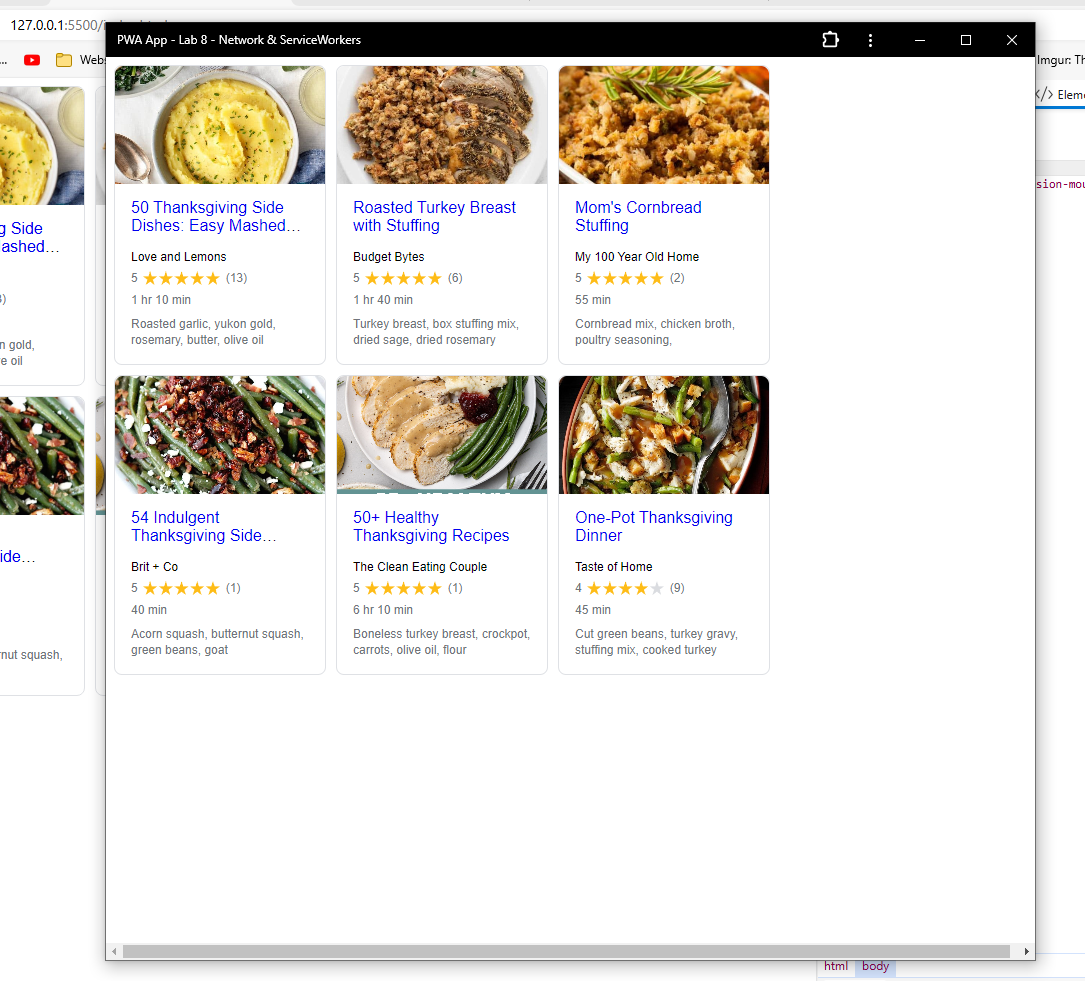 127.0.0.1:5500/
PWA App - Lab 8 - Network & ServiceWorkers
...
Imgur: Th
</> Eleme
50 Thanksgiving Side
Dishes: Easy Mashed…
Love and Lemons
5 ★★★★★ (13)
1 hr 10 min
Roasted garlic, yukon gold,
rosemary, butter, olive oil
Roasted Turkey Breast
with Stuffing
Budget Bytes
5 ★★★★★ (6)
1 hr 40 min
Turkey breast, box stuffing mix,
dried sage, dried rosemary
Mom's Cornbread
Stuffing
My 100 Year Old Home
5 ★★★★★ (2)
55 min
Cornbread mix, chicken broth,
poultry seasoning,
54 Indulgent
Thanksgiving Side…
Brit + Co
5 ★★★★★ (1)
40 min
Acorn squash, butternut squash,
green beans, goat
50+ Healthy
Thanksgiving Recipes
The Clean Eating Couple
5 ★★★★★ (1)
6 hr 10 min
Boneless turkey breast, crockpot,
carrots, olive oil, flour
One-Pot Thanksgiving
Dinner
Taste of Home
4 ★★★★★ (9)
45 min
Cut green beans, turkey gravy,
stuffing mix, cooked turkey
g Side
ashed…
)
n gold,
e oil
ide…
nut squash,
sion-mou
html body